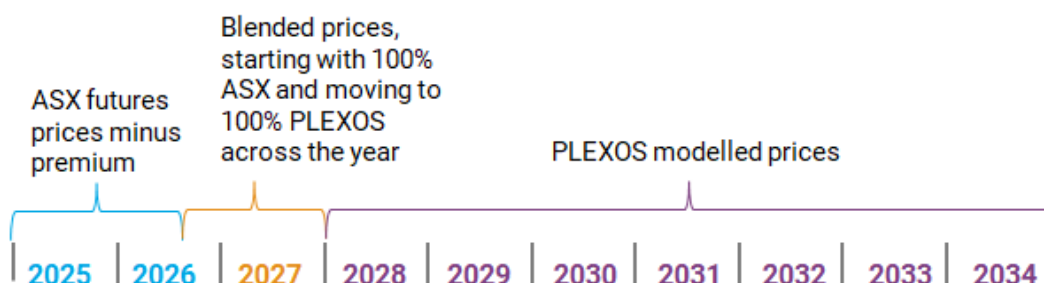 Blended prices,
starting with 100%
ASX and moving to
100% PLEXOS
across the year
ASX futures
prices minus
premium
PLEXOS modelled prices
2025 2026 2027 2028 2029 2030 2031 2032 2033 2034